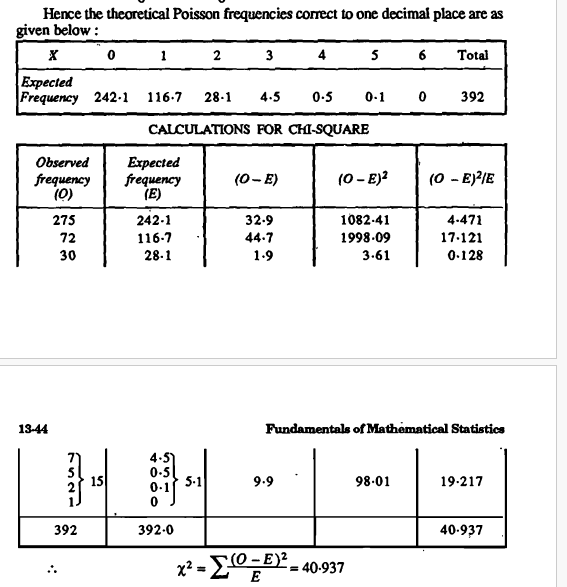 Hence the theoretical Poisson frequencies correct to one decimal place are as
given below :
X 0 1 2 3 4 5 6 Total
Expected
Frequency 242·1 116·7 28·1 4·5 0·5 0·1 0 392
CALCULATIONS FOR CHI-SQUARE
Observed frequency (O) Expected frequency (E) (O – E) (O – E)² (O – E)²/E
275 242·1 32·9 1082·41 4·471
72 116·7 44·7 1998·09 17·121
30 28·1 1·9 3·61 0·128
13-44 Fundamentals of Mathematical Statistics
7 4·5
5 0·5
2 15 0·1 5·1 9·9 98·01 19·217
1 0
392 392·0 40·937
∴ χ² = ∑ (O – E)²/E = 40·937